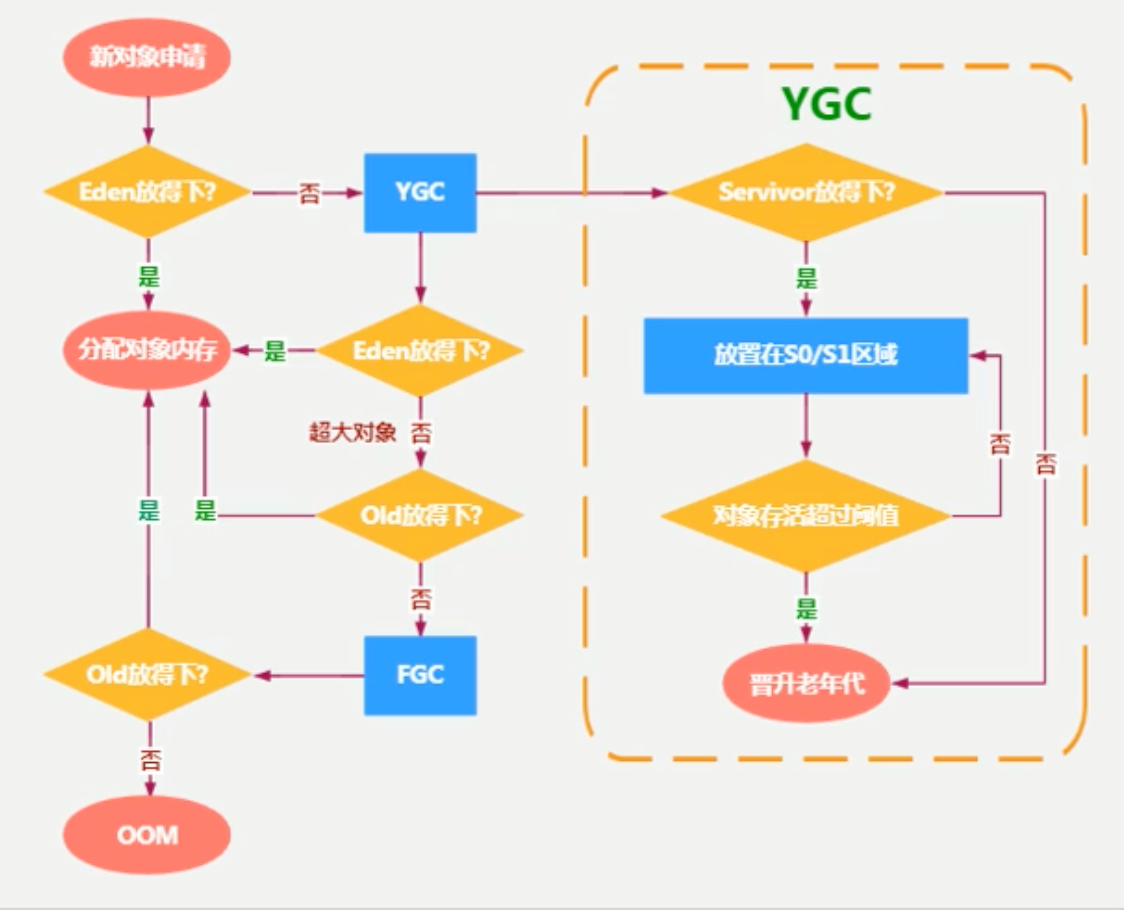 新对象申请
YGC
Eden放得下?
否
YGC
Servivor放得下?
是
是
分配对象内存
是
Eden放得下?
放置在S0/S1区域
超大对象
否
否
否
是
是
Old放得下?
对象存活超过阈值
否
是
Old放得下?
FGC
晋升老年代
否
OOM